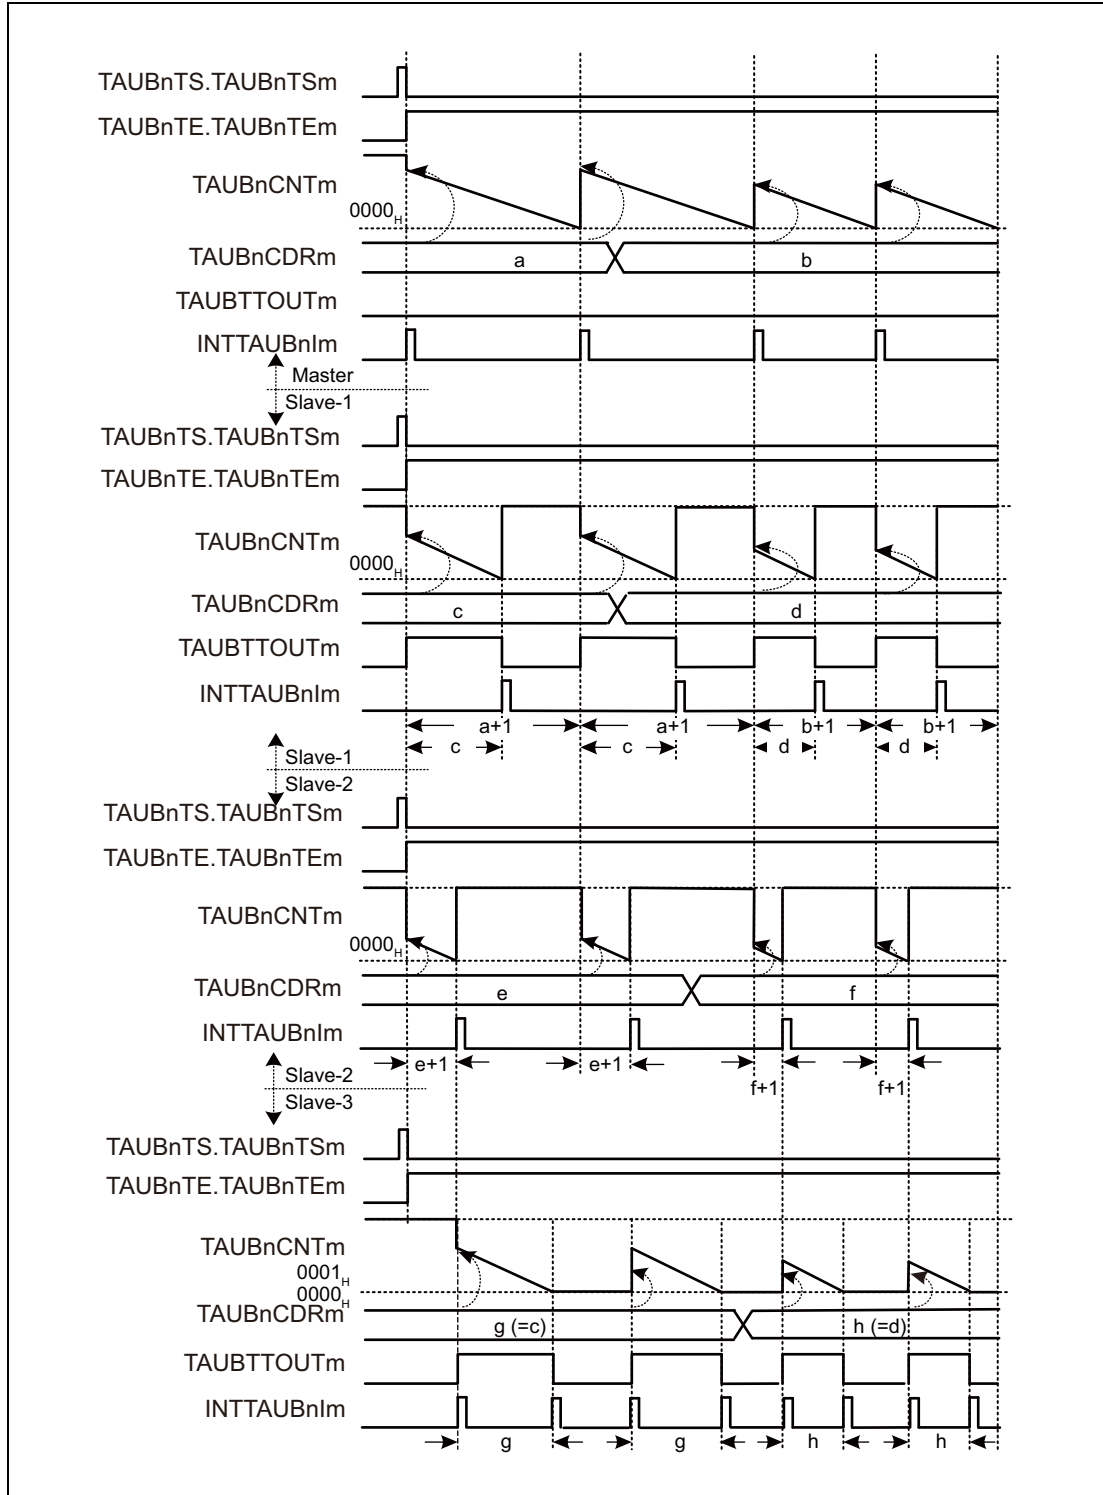 TAUBnTS.TAUBnTSm
TAUBnTE.TAUBnTEm
TAUBnCNTm
0000H
TAUBnCDRm
a b
TAUBTTOUTm
INTTAUBnIm
Master
Slave-1
TAUBnTS.TAUBnTSm
TAUBnTE.TAUBnTEm
TAUBnCNTm
0000H
TAUBnCDRm
c d
TAUBTTOUTm
INTTAUBnIm
a+1 a+1 b+1 b+1
c c d d
Slave-1
Slave-2
TAUBnTS.TAUBnTSm
TAUBnTE.TAUBnTEm
TAUBnCNTm
0000H
TAUBnCDRm
e f
INTTAUBnIm
e+1 e+1 f+1 f+1
Slave-2
Slave-3
TAUBnTS.TAUBnTSm
TAUBnTE.TAUBnTEm
TAUBnCNTm
0001H
0000H
TAUBnCDRm
g (=c) h (=d)
TAUBTTOUTm
INTTAUBnIm
g g h h